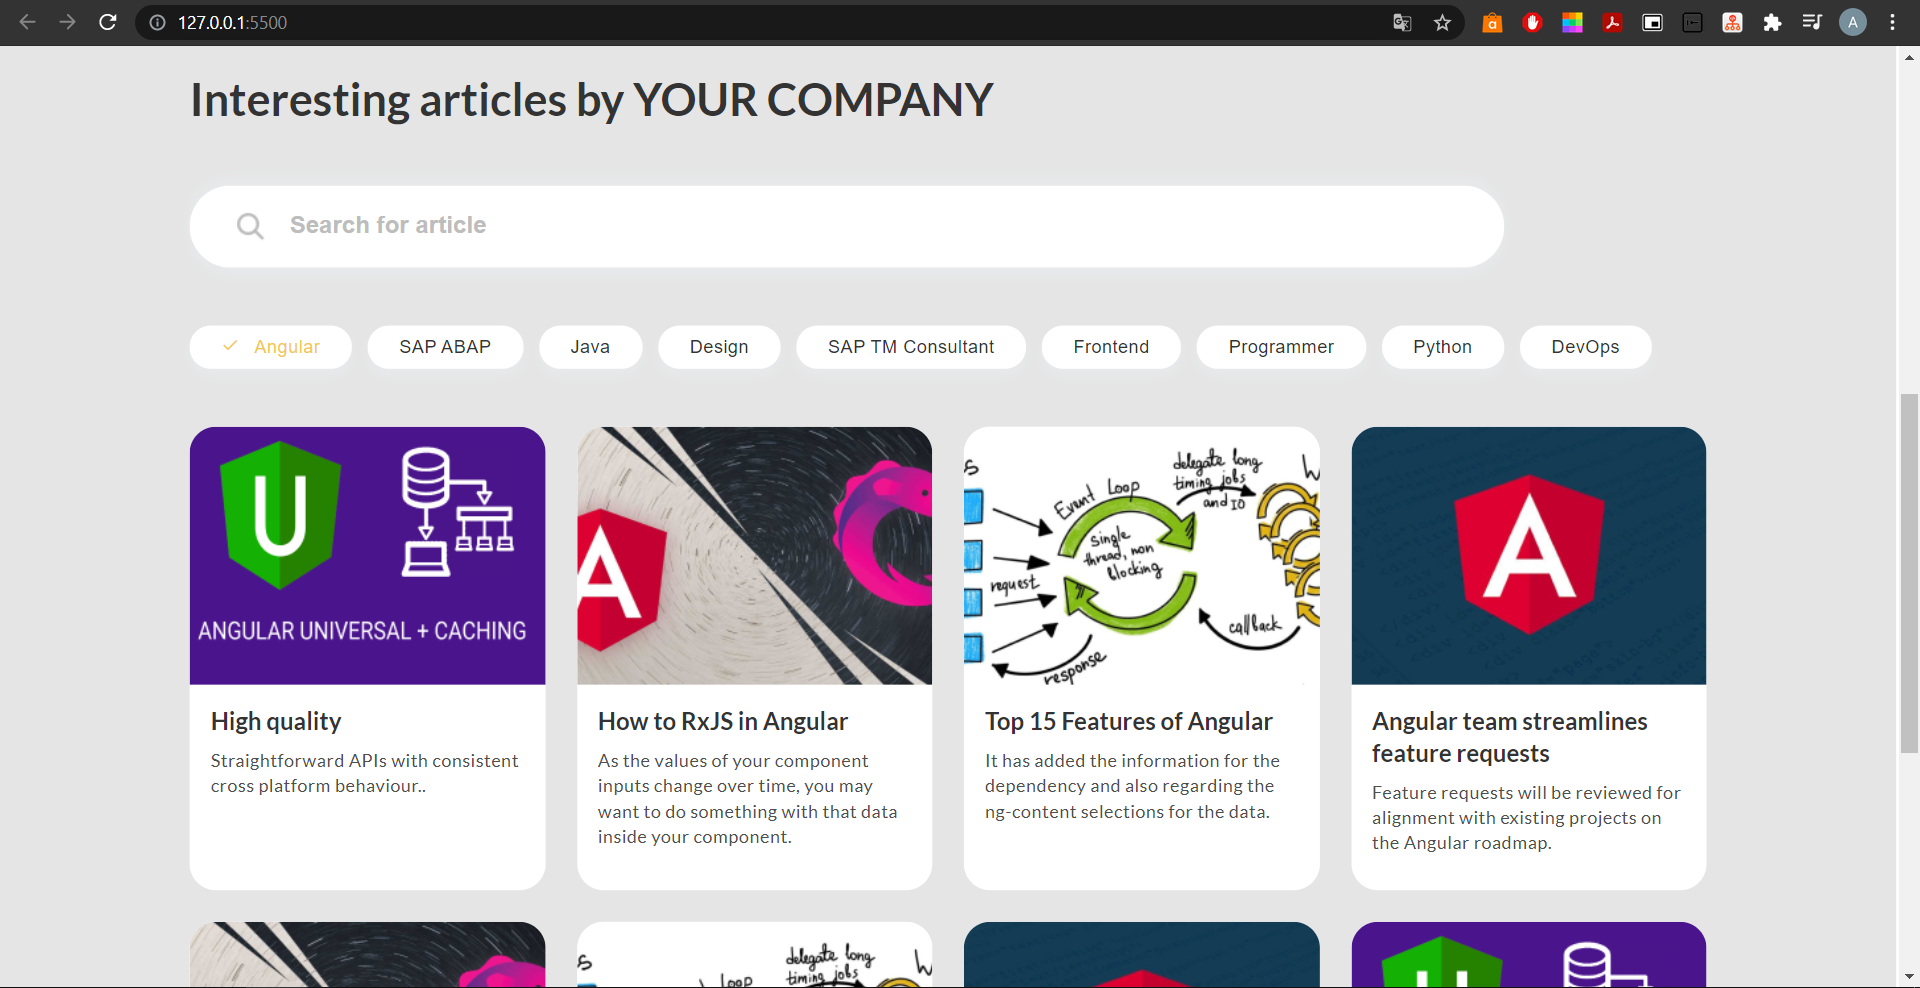 127.0.0.1:5500
A
Interesting articles by YOUR COMPANY
Search for article
Angular
SAP ABAP
Java
Design
SAP TM Consultant
Frontend
Programmer
Python
DevOps
U
ANGULAR UNIVERSAL + CACHING
A
S
Event Loop
delegate long
timing jobs
and IO
W
single
thread, non
blocking
request
callback
response
A
High quality
Straightforward APIs with consistent
cross platform behaviour..
How to RxJS in Angular
As the values of your component
inputs change over time, you may
want to do something with that data
inside your component.
Top 15 Features of Angular
It has added the information for the
dependency and also regarding the
ng-content selections for the data.
Angular team streamlines
feature requests
Feature requests will be reviewed for
alignment with existing projects on
the Angular roadmap.
S
Loop
delegate long
timing jobs
W